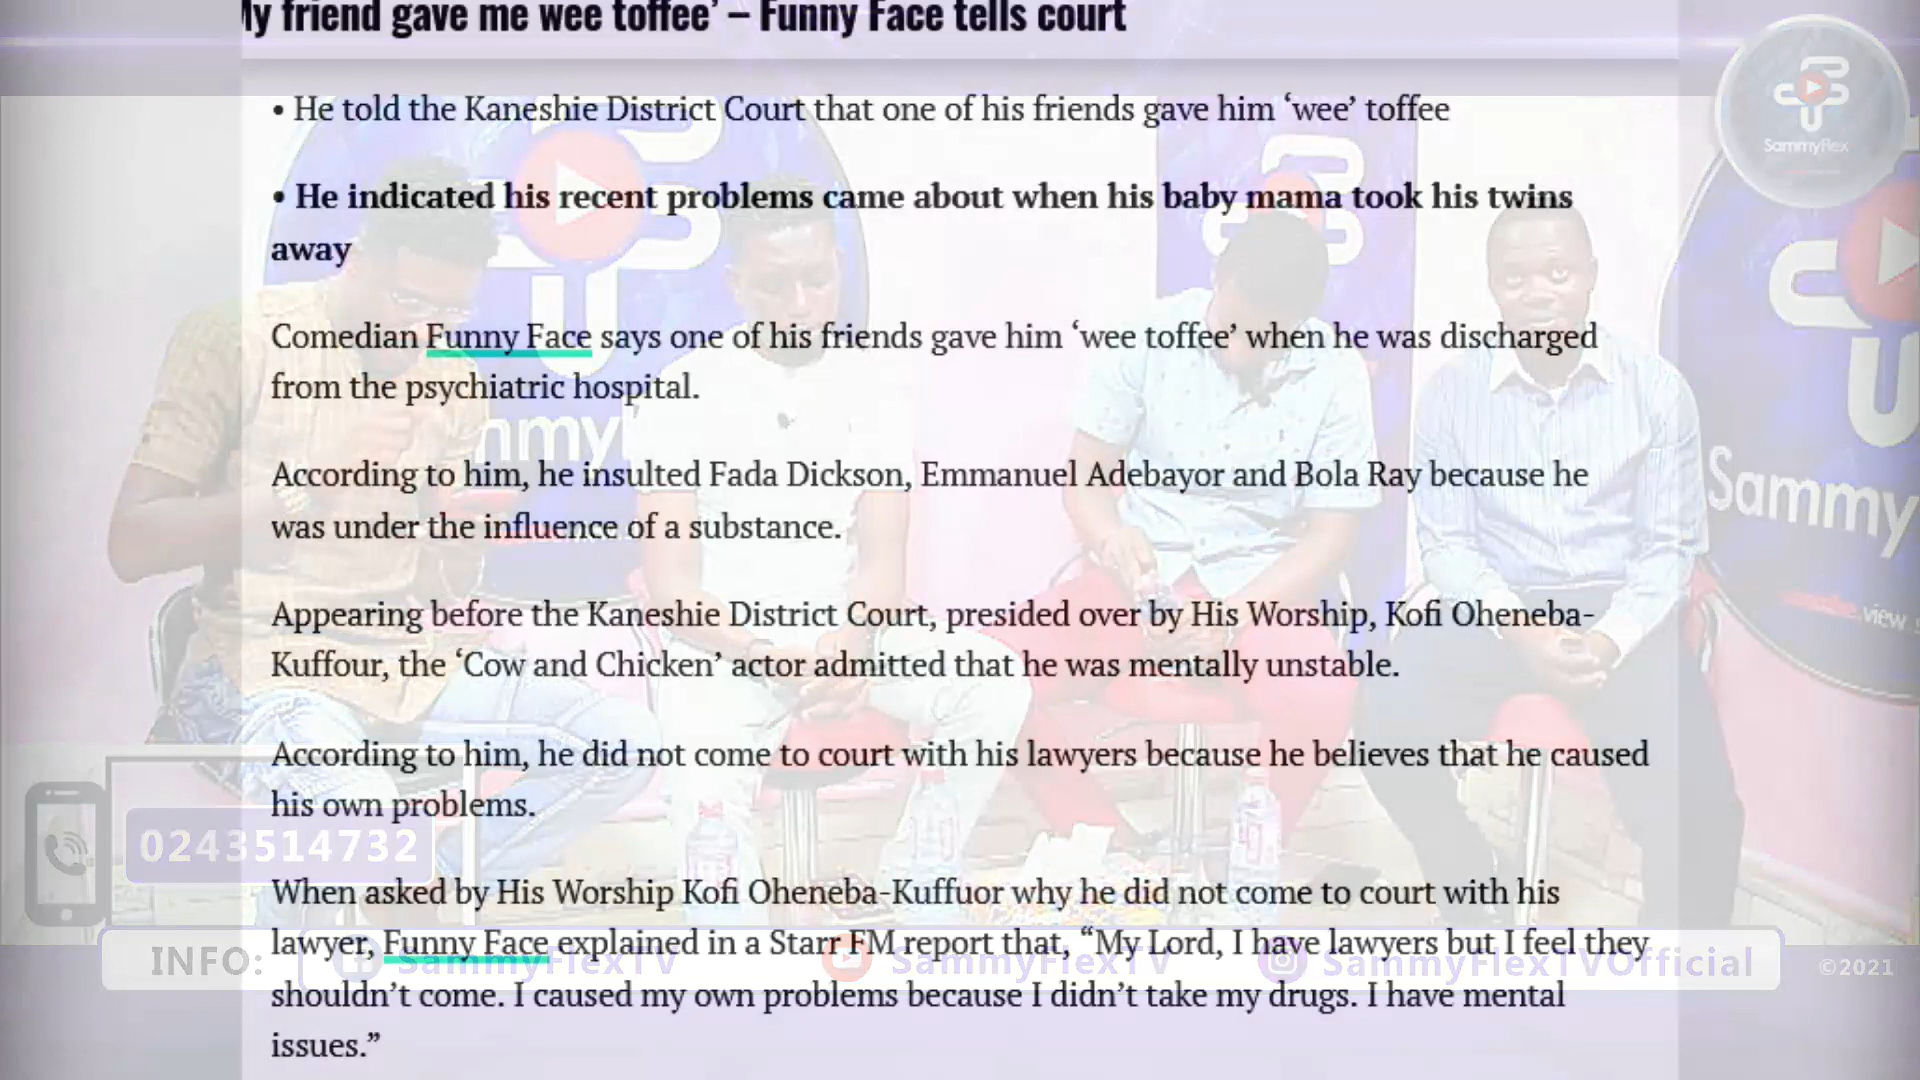 My friend gave me wee toffee’ – Funny Face tells court
• He told the Kaneshie District Court that one of his friends gave him ‘wee’ toffee
• He indicated his recent problems came about when his baby mama took his twins
away
Comedian Funny Face says one of his friends gave him ‘wee toffee’ when he was discharged
from the psychiatric hospital.
According to him, he insulted Fada Dickson, Emmanuel Adebayor and Bola Ray because he
was under the influence of a substance.
Appearing before the Kaneshie District Court, presided over by His Worship, Kofi Oheneba-
Kuffour, the ‘Cow and Chicken’ actor admitted that he was mentally unstable.
According to him, he did not come to court with his lawyers because he believes that he caused
his own problems.
When asked by His Worship Kofi Oheneba-Kuffuor why he did not come to court with his
lawyer, Funny Face explained in a Starr FM report that, “My Lord, I have lawyers but I feel they
shouldn’t come. I caused my own problems because I didn’t take my drugs. I have mental
issues.”
SammyFlex
Sammy
view
0243514732
INFO: SammyFlexTV SammyFlexTV SammyFlexTVOfficial ©2021